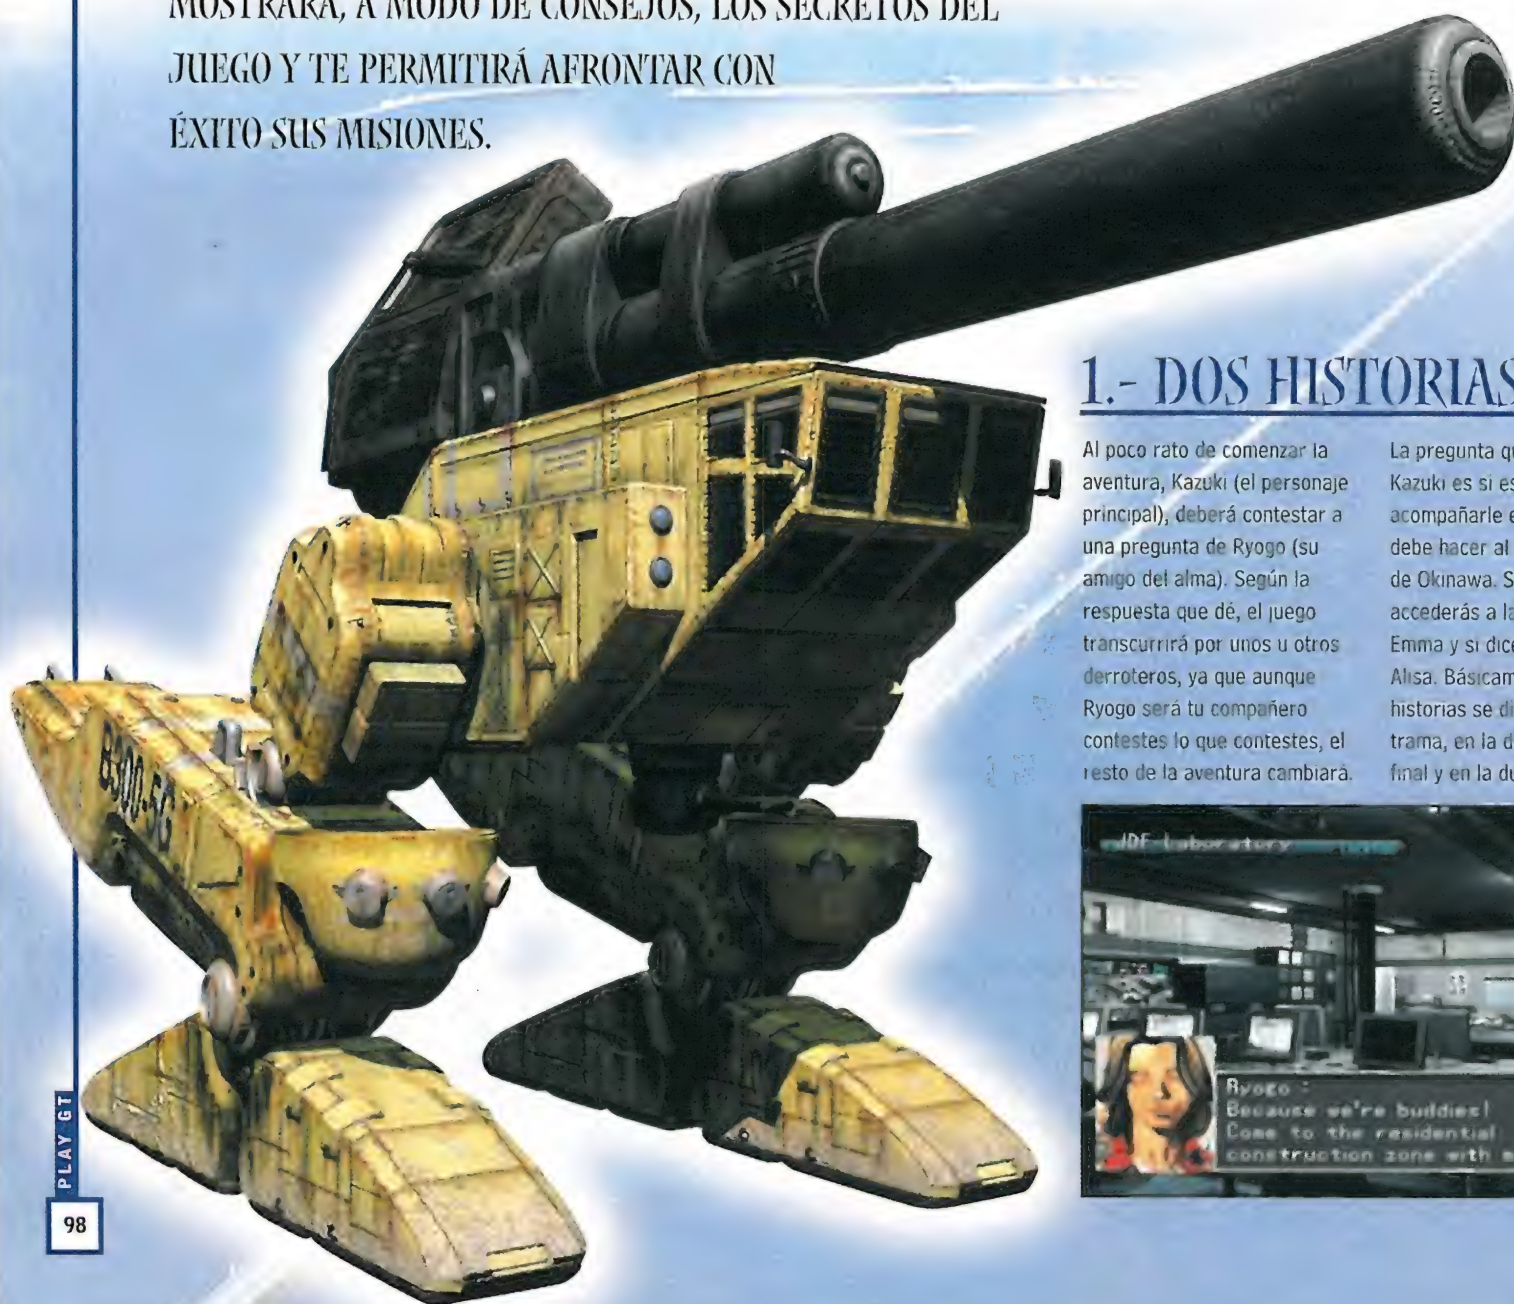 MOSTRARÁ, A MODO DE CONSEJOS, LOS SECRETOS DEL
JUEGO Y TE PERMITIRÁ AFRONTAR CON
ÉXITO SUS MISIONES.
1.- DOS HISTORIAS
Al poco rato de comenzar la
aventura, Kazuki (el personaje
principal), deberá contestar a
una pregunta de Ryogo (su
amigo del alma). Según la
respuesta que dé, el juego
transcurrirá por unos u otros
derroteros, ya que aunque
Ryogo será tu compañero
contestes lo que contestes, el
resto de la aventura cambiará.
La pregunta
Kazuki es si
acompañarle
debe hacer al
de Okinawa.
accederás a
Emma y si
Alisa.
historias se
trama, en la
final y en la
JDF Laboratory
Ryogo :
Because we're buddies!
Come to the residential
construction zone with
B300-5G
PLAY GT
98